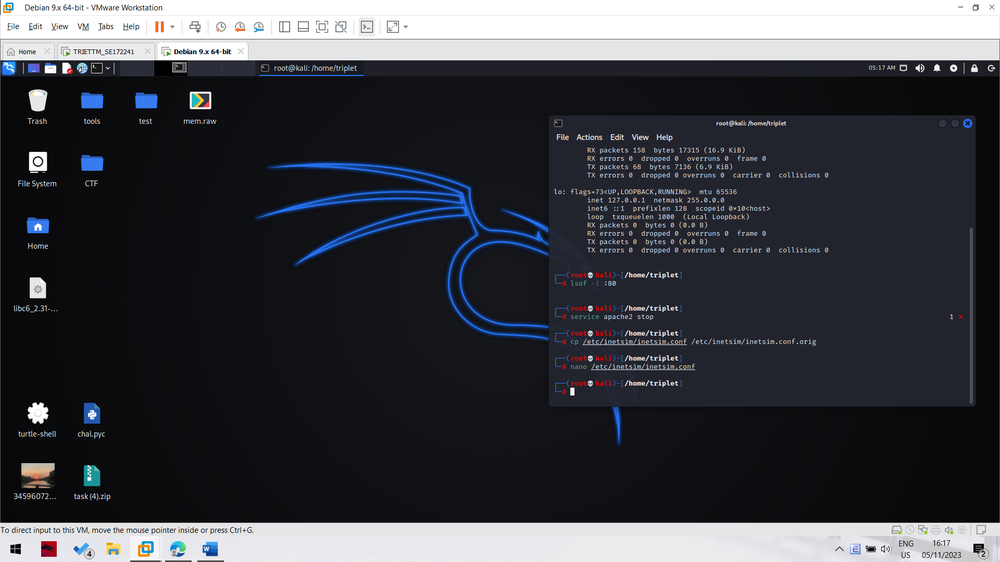 Debian 9.x 64-bit - VMware Workstation
File Edit View VM Tabs Help
Home TRIETTM_SE172241 Debian 9.x 64-bit
root@kali: /home/triplet 05:17 AM
Trash tools test mem.raw
File System CTF
Home
libc6_2.31-...
turtle-shell chal.pyc
34596072... task (4).zip
root@kali: /home/triplet
File Actions Edit View Help
RX packets 158 bytes 17315 (16.9 KiB)
RX errors 0 dropped 0 overruns 0 frame 0
TX packets 68 bytes 7136 (6.9 KiB)
TX errors 0 dropped 0 overruns 0 carrier 0 collisions 0
lo: flags=73<UP,LOOPBACK,RUNNING> mtu 65536
inet 127.0.0.1 netmask 255.0.0.0
inet6 ::1 prefixlen 128 scopeid 0×10<host>
loop txqueuelen 1000 (Local Loopback)
RX packets 0 bytes 0 (0.0 B)
RX errors 0 dropped 0 overruns 0 frame 0
TX packets 0 bytes 0 (0.0 B)
TX errors 0 dropped 0 overruns 0 carrier 0 collisions 0
┌──(root💀kali)-[/home/triplet]
└─# lsof -i :80
┌──(root💀kali)-[/home/triplet]
└─# service apache2 stop 1 ⨯
┌──(root💀kali)-[/home/triplet]
└─# cp /etc/inetsim/inetsim.conf /etc/inetsim/inetsim.conf.orig
┌──(root💀kali)-[/home/triplet]
└─# nano /etc/inetsim/inetsim.conf
┌──(root💀kali)-[/home/triplet]
└─#
To direct input to this VM, move the mouse pointer inside or press Ctrl+G.
4
W
E
ENG
US
16:17
05/11/2023
2